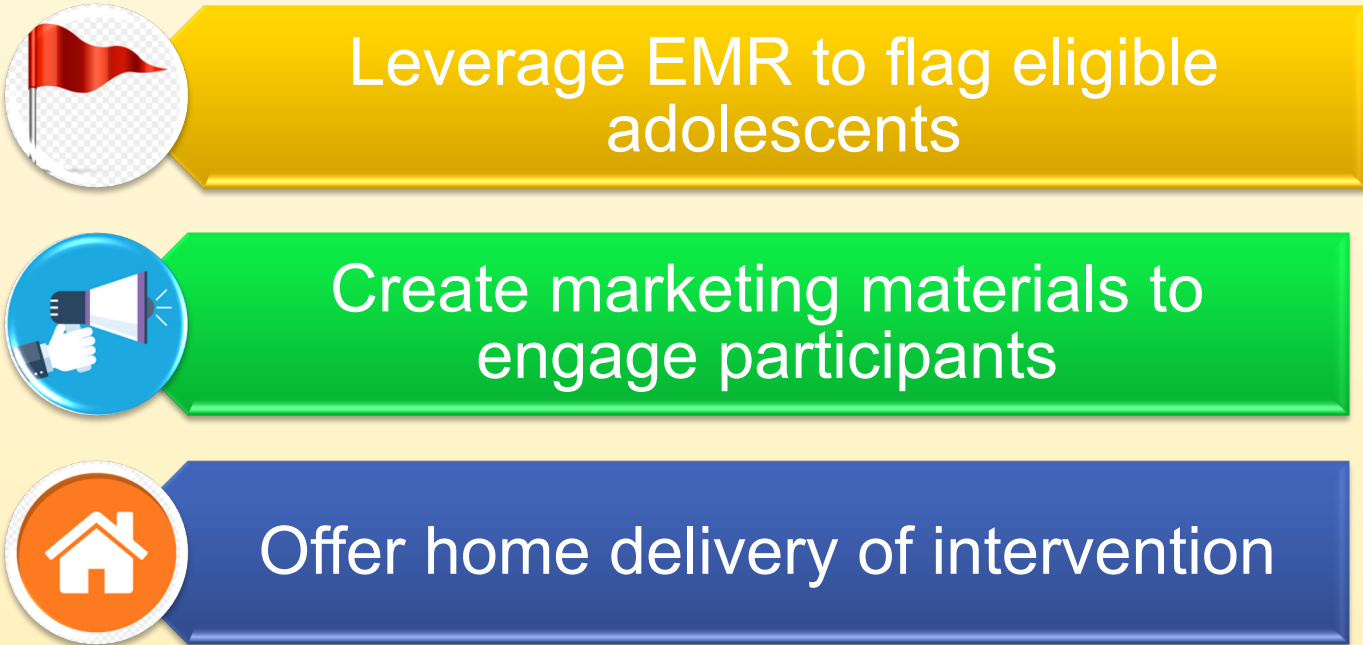 Leverage EMR to flag eligible
adolescents
Create marketing materials to
engage participants
Offer home delivery of intervention